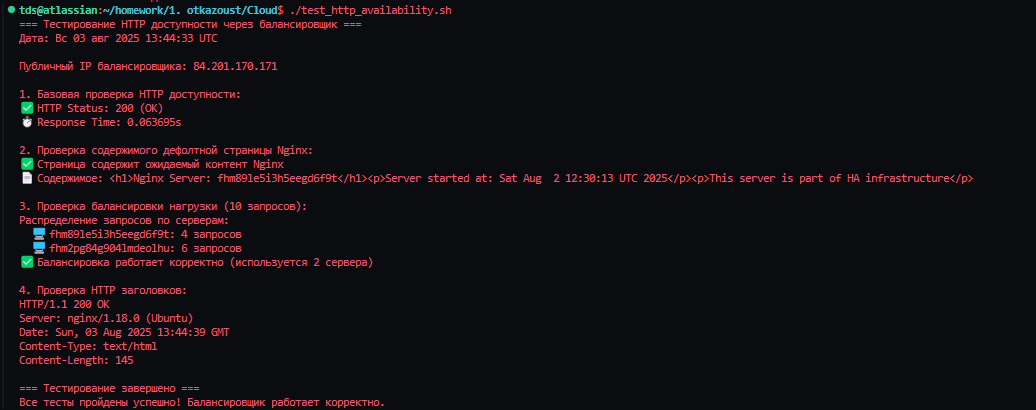 tds@atlassian:~/homework/1. otkazoust/Cloud$ ./test_http_availability.sh
=== Тестирование HTTP доступности через балансировщик ===
Дата: Вс 03 авг 2025 13:44:33 UTC
Публичный IP балансировщика: 84.201.170.171
1. Базовая проверка HTTP доступности:
✅ HTTP Status: 200 (OK)
⏱️ Response Time: 0.063695s
2. Проверка содержимого дефолтной страницы Nginx:
✅ Страница содержит ожидаемый контент Nginx
📄 Содержимое: <h1>Nginx Server: fhm89le5i3h5eegd6f9t</h1><p>Server started at: Sat Aug  2 12:30:13 UTC 2025</p><p>This server is part of HA infrastructure</p>
3. Проверка балансировки нагрузки (10 запросов):
Распределение запросов по серверам:
🖥️ fhm89le5i3h5eegd6f9t: 4 запросов
🖥️ fhm2pg84g904lmdeolhu: 6 запросов
✅ Балансировка работает корректно (используется 2 сервера)
4. Проверка HTTP заголовков:
HTTP/1.1 200 OK
Server: nginx/1.18.0 (Ubuntu)
Date: Sun, 03 Aug 2025 13:44:39 GMT
Content-Type: text/html
Content-Length: 145
=== Тестирование завершено ===
Все тесты пройдены успешно! Балансировщик работает корректно.